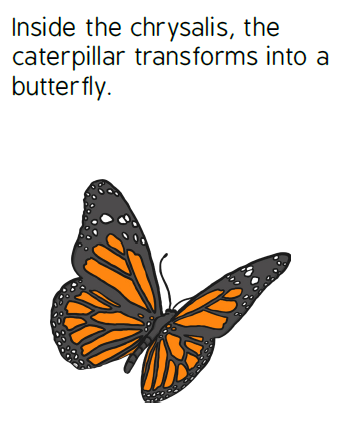 Inside the chrysalis, the
caterpillar transforms into a
butterfly.